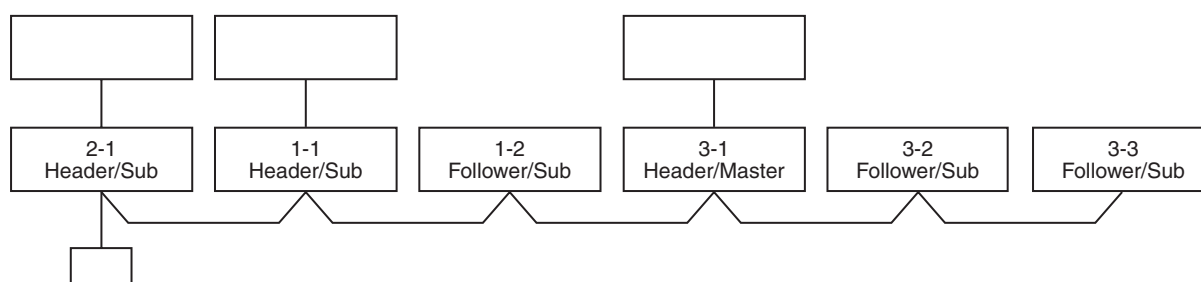 2-1
Header/Sub
1-1
Header/Sub
1-2
Follower/Sub
3-1
Header/Master
3-2
Follower/Sub
3-3
Follower/Sub